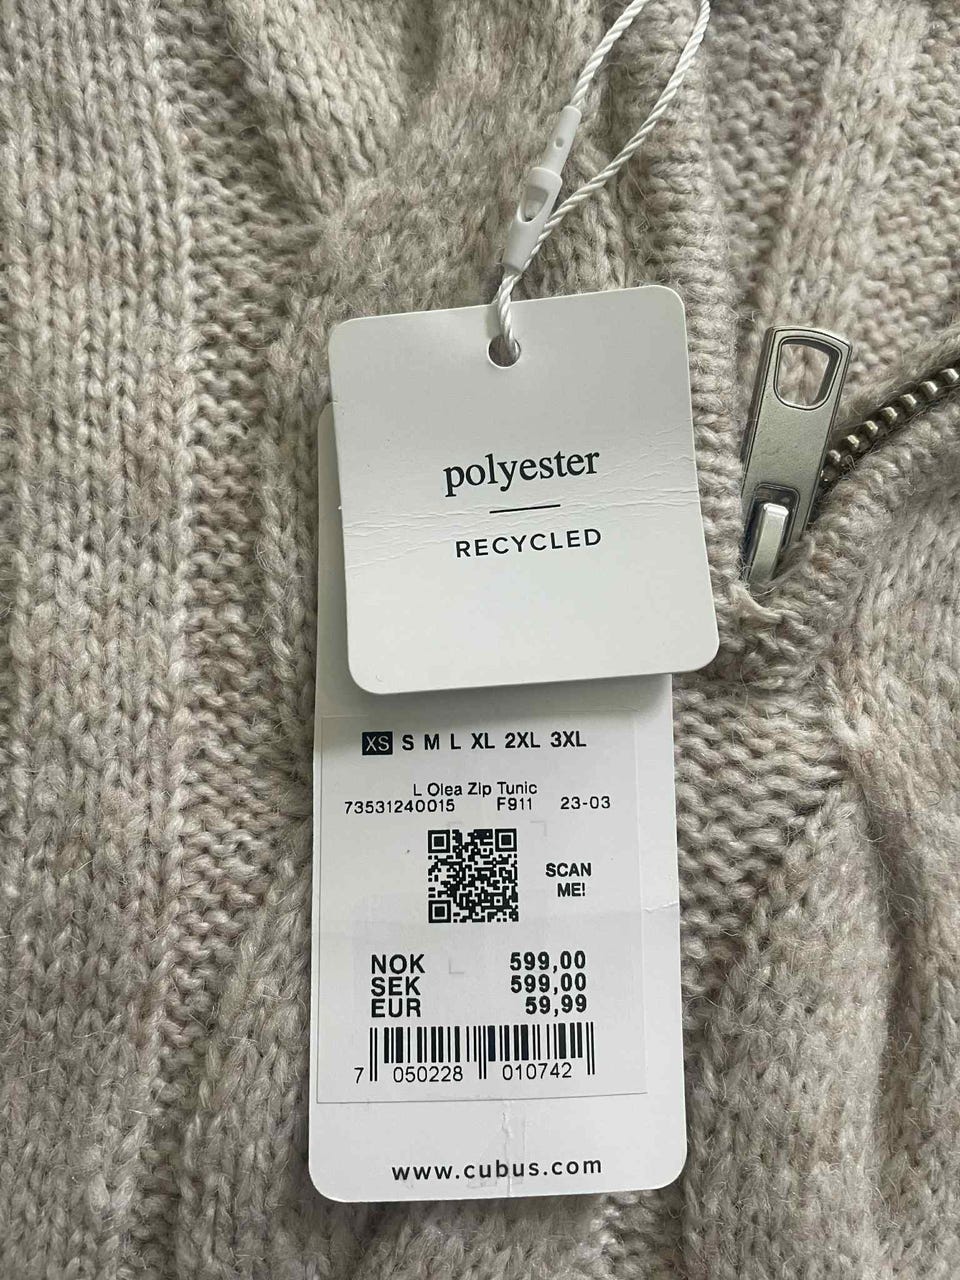 polyester
RECYCLED
XS S M L XL 2XL 3XL
L Olea Zip Tunic
73531240015 F911 23-03
SCAN
ME!
NOK 599,00
SEK 599,00
EUR 59,99
7 050228 010742
www.cubus.com